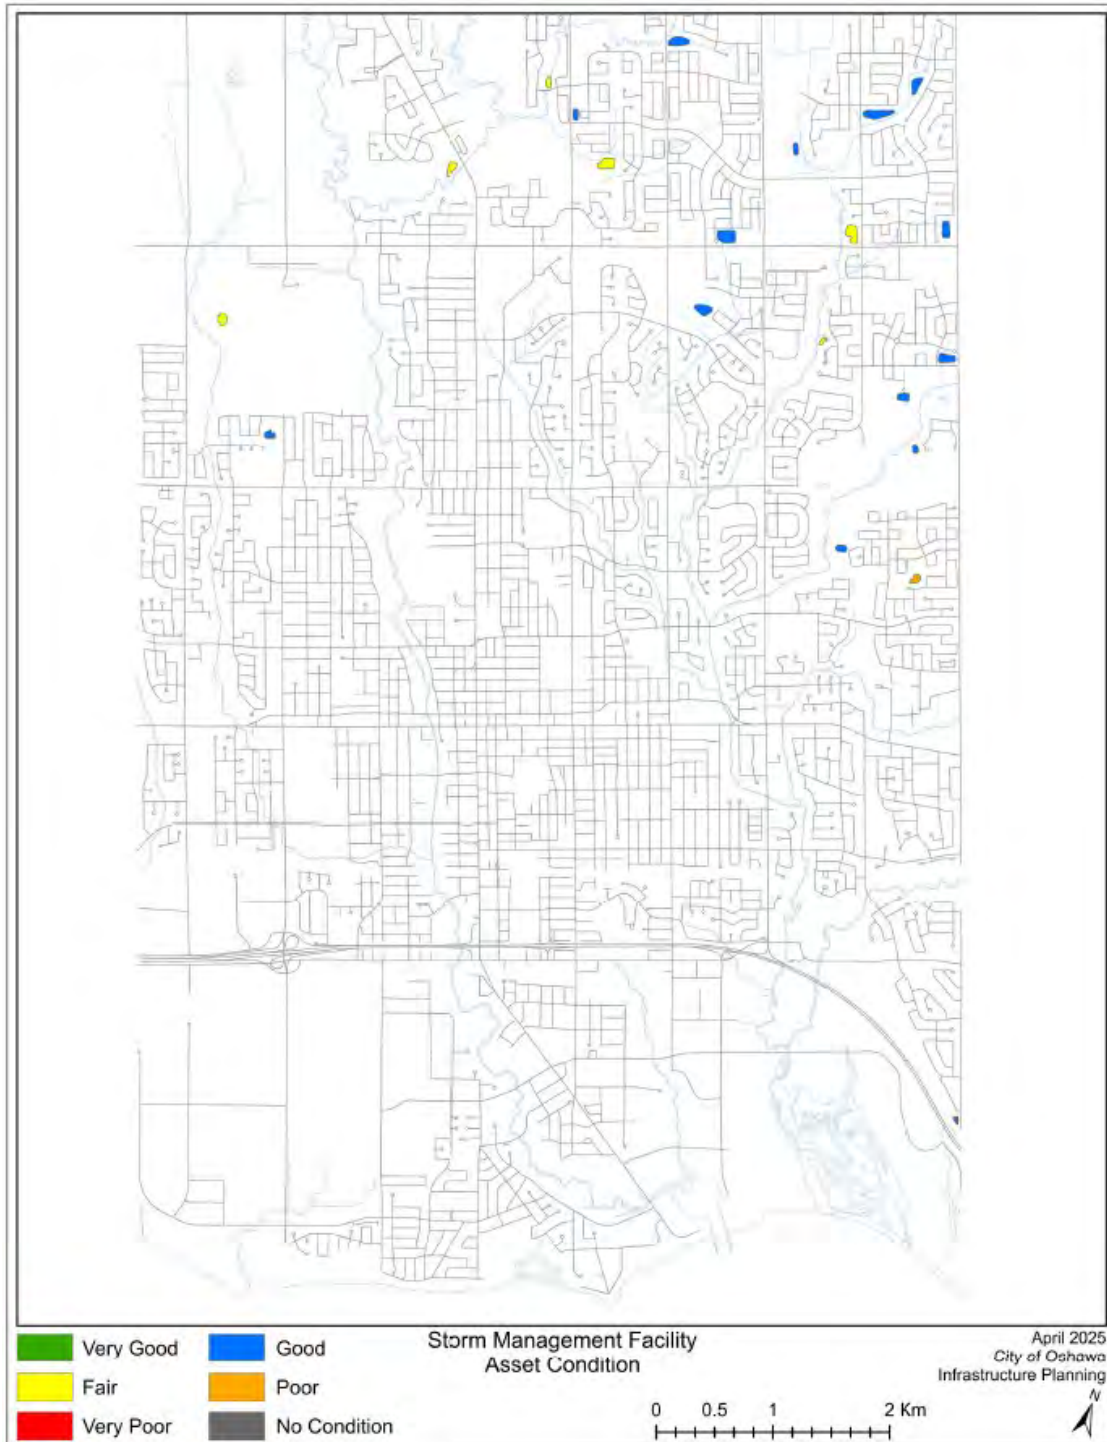 Very Good
Good
Fair
Poor
Very Poor
No Condition
Storm Management Facility
Asset Condition
0 0.5 1 2 Km
April 2025
City of Oshawa
Infrastructure Planning
N